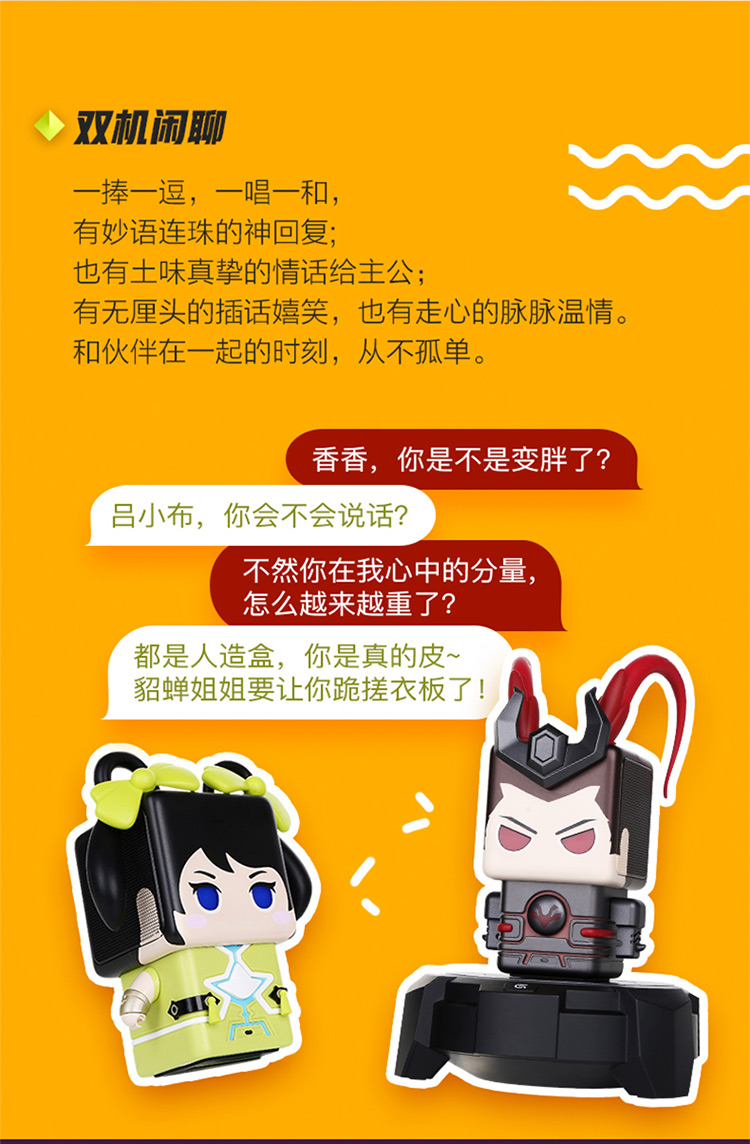 双机闲聊
一捧一逗，一唱一和，
有妙语连珠的神回复；
也有土味真挚的情话给主公；
有无厘头的插话嬉笑，也有走心的脉脉温情。
和伙伴在一起的时刻，从不孤单。
香香，你是不是变胖了？
吕小布，你会不会说话？
不然你在我心中的分量，
怎么越来越重了？
都是人造盒，你是真的皮~
貂蝉姐姐要让你跪搓衣板了！